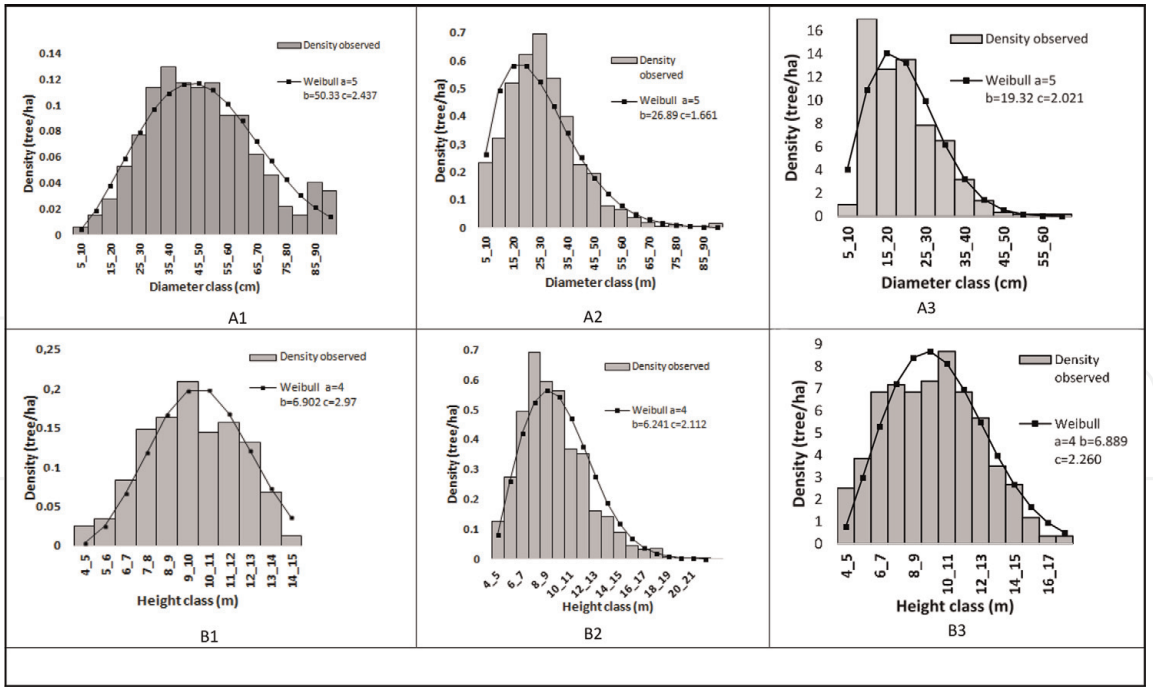 0.14
0.12
0.1
0.08
0.06
0.04
0.02
0
Density (tree/ha)
Density observed
Weibull a=5
b=50.33 c=2.437
5_10
15_20
25_30
35_40
45_50
55_60
65_70
75_80
85_90
Diameter class (cm)
A1
0.7
0.6
0.5
0.4
0.3
0.2
0.1
0
Density (tree/ha)
Density
observed
Weibull a=5
b=26.89 c=1.661
5_10
15_20
25_30
35_40
45_50
55_60
65_70
75_80
85_90
Diameter class (m)
A2
16
14
12
10
8
6
4
2
0
Density (tree/ha)
Density observed
Weibull a=5
b=19.32 c=2.021
5_10
15_20
25_30
35_40
45_50
55_60
Diameter class (cm)
A3
0,25
0,2
0,15
0,1
0,05
0
Density (tree/ha)
Density observed
Weibull a=4
b=6.902 c=2.97
4_5
5_6
6_7
7_8
8_9
9_10
10_11
11_12
12_13
13_14
14_15
Height class (m)
B1
0.7
0.6
0.5
0.4
0.3
0.2
0.1
0
Density (tree/ha)
Density observed
Weibull a=4
b=6.241 c=2.112
4_5
6_7
8_9
10_11
12_13
14_15
16_17
18_19
20_21
Height class (m)
B2
9
8
7
6
5
4
3
2
1
0
Density (tree/ha)
Density
observed
Weibull
a=4 b=6.889
c=2.260
4_5
6_7
8_9
10_11
12_13
14_15
16_17
Height class (m)
B3